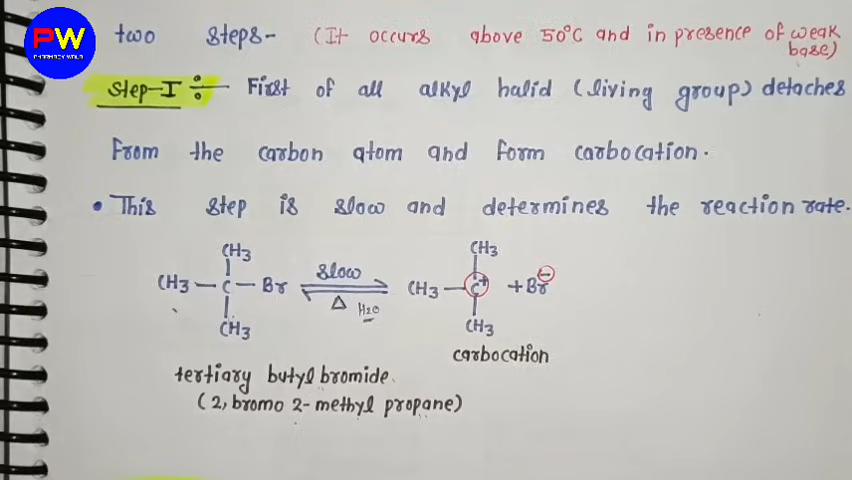 PW
PHARMACY WALA
two steps- (It occurs above 50°C and in presence of weak base)
Step-I :- First of all alkyl halid (living group) detaches
From the carbon atom and form carbocation.
• This step is slow and determines the reaction rate.
CH3 CH3
CH3 — C — Br slow CH3 — C+ + Br⊖
Δ H2O
CH3 CH3
carbocation
tertiary butyl bromide.
(2, bromo 2-methyl propane)